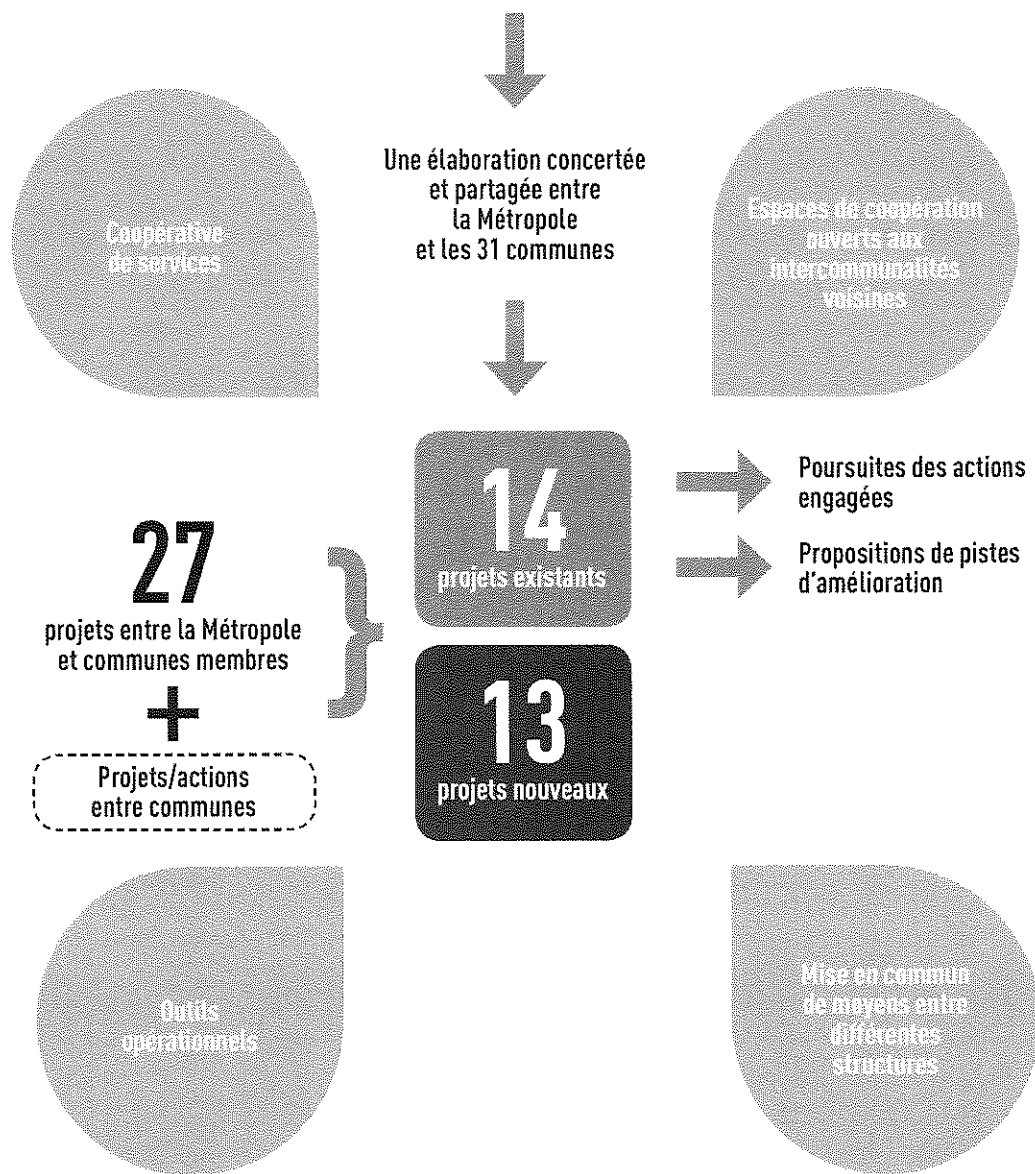 Une élaboration concertée
et partagée entre
la Métropole
et les 31 communes
Coopérative
de services
Espaces de coopération
ouverts aux
intercommunalités
voisines
14
projets existants
Poursuites des actions
engagées
Propositions de pistes
d'amélioration
27
projets entre la Métropole
et communes membres
+
Projets/actions
entre communes
13
projets nouveaux
Outils
opérationnels
Mise en commun
de moyens entre
différentes
structures